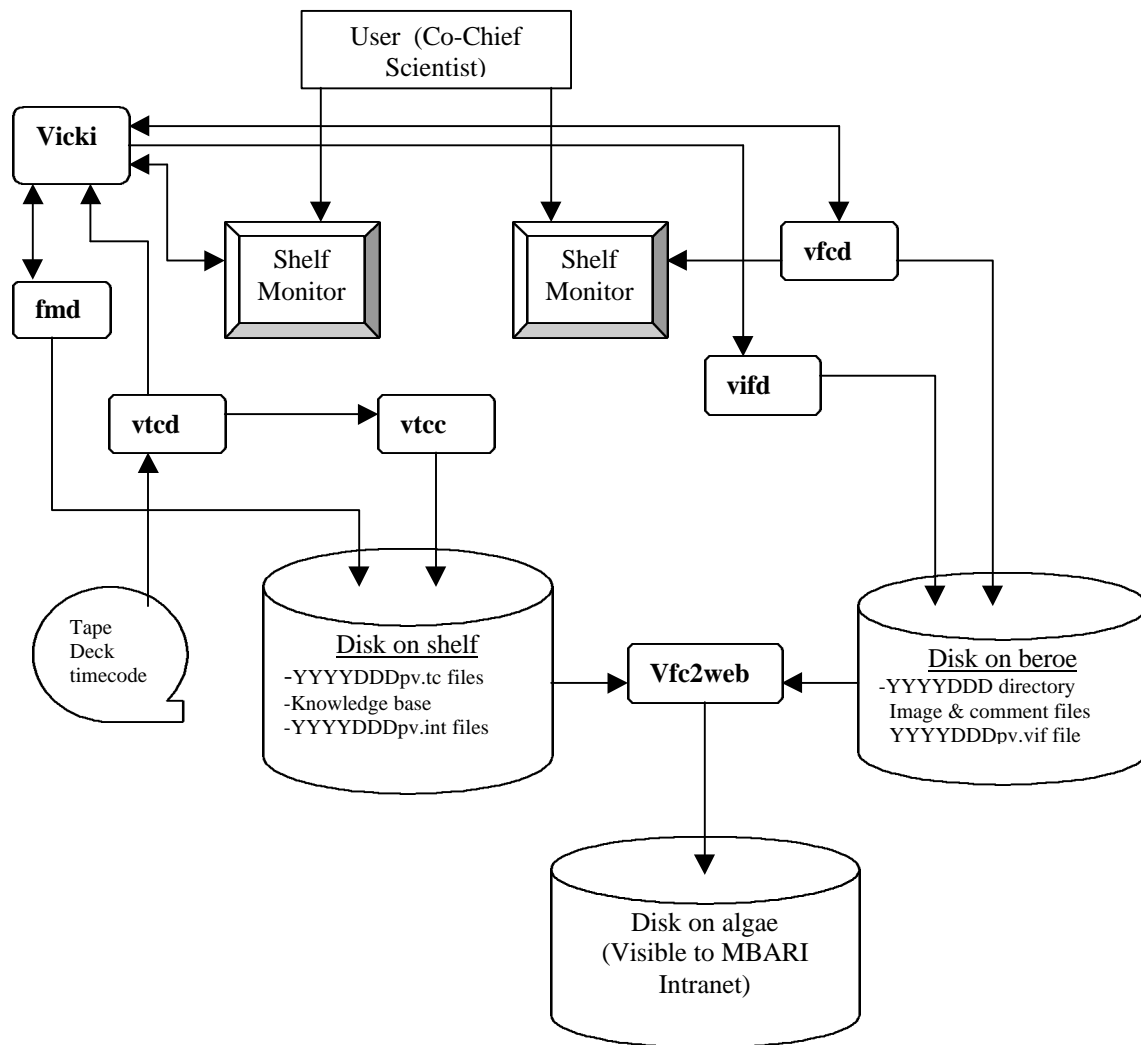 User  (Co-Chief
Scientist)
Vicki
Shelf
Monitor
Shelf
Monitor
vfcd
fmd
vifd
vtcd
vtcc
Tape
Deck
timecode
Disk on shelf
-YYYYDDDpv.tc files
-Knowledge base
-YYYYDDDpv.int files
Vfc2web
Disk on beroe
-YYYYDDD directory
Image & comment files
YYYYDDDpv.vif file
Disk on algae
(Visible to MBARI
Intranet)